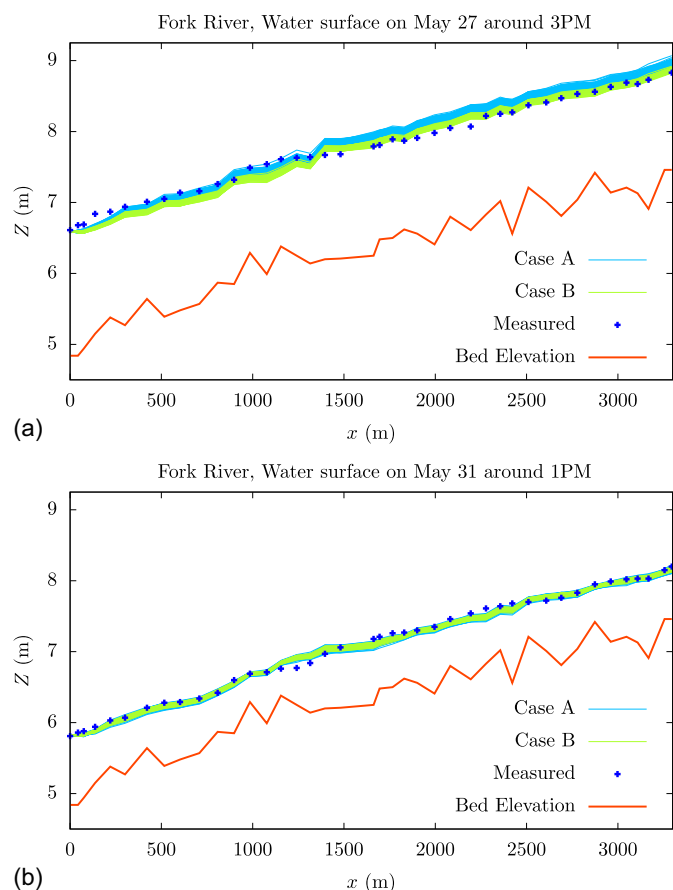 Fork River, Water surface on May 27 around 3PM
9
8
7
6
5
Z (m)
Case A
Case B
Measured
Bed Elevation
0 500 1000 1500 2000 2500 3000
x (m)
(a)
Fork River, Water surface on May 31 around 1PM
9
8
7
6
5
Z (m)
Case A
Case B
Measured
Bed Elevation
0 500 1000 1500 2000 2500 3000
x (m)
(b)